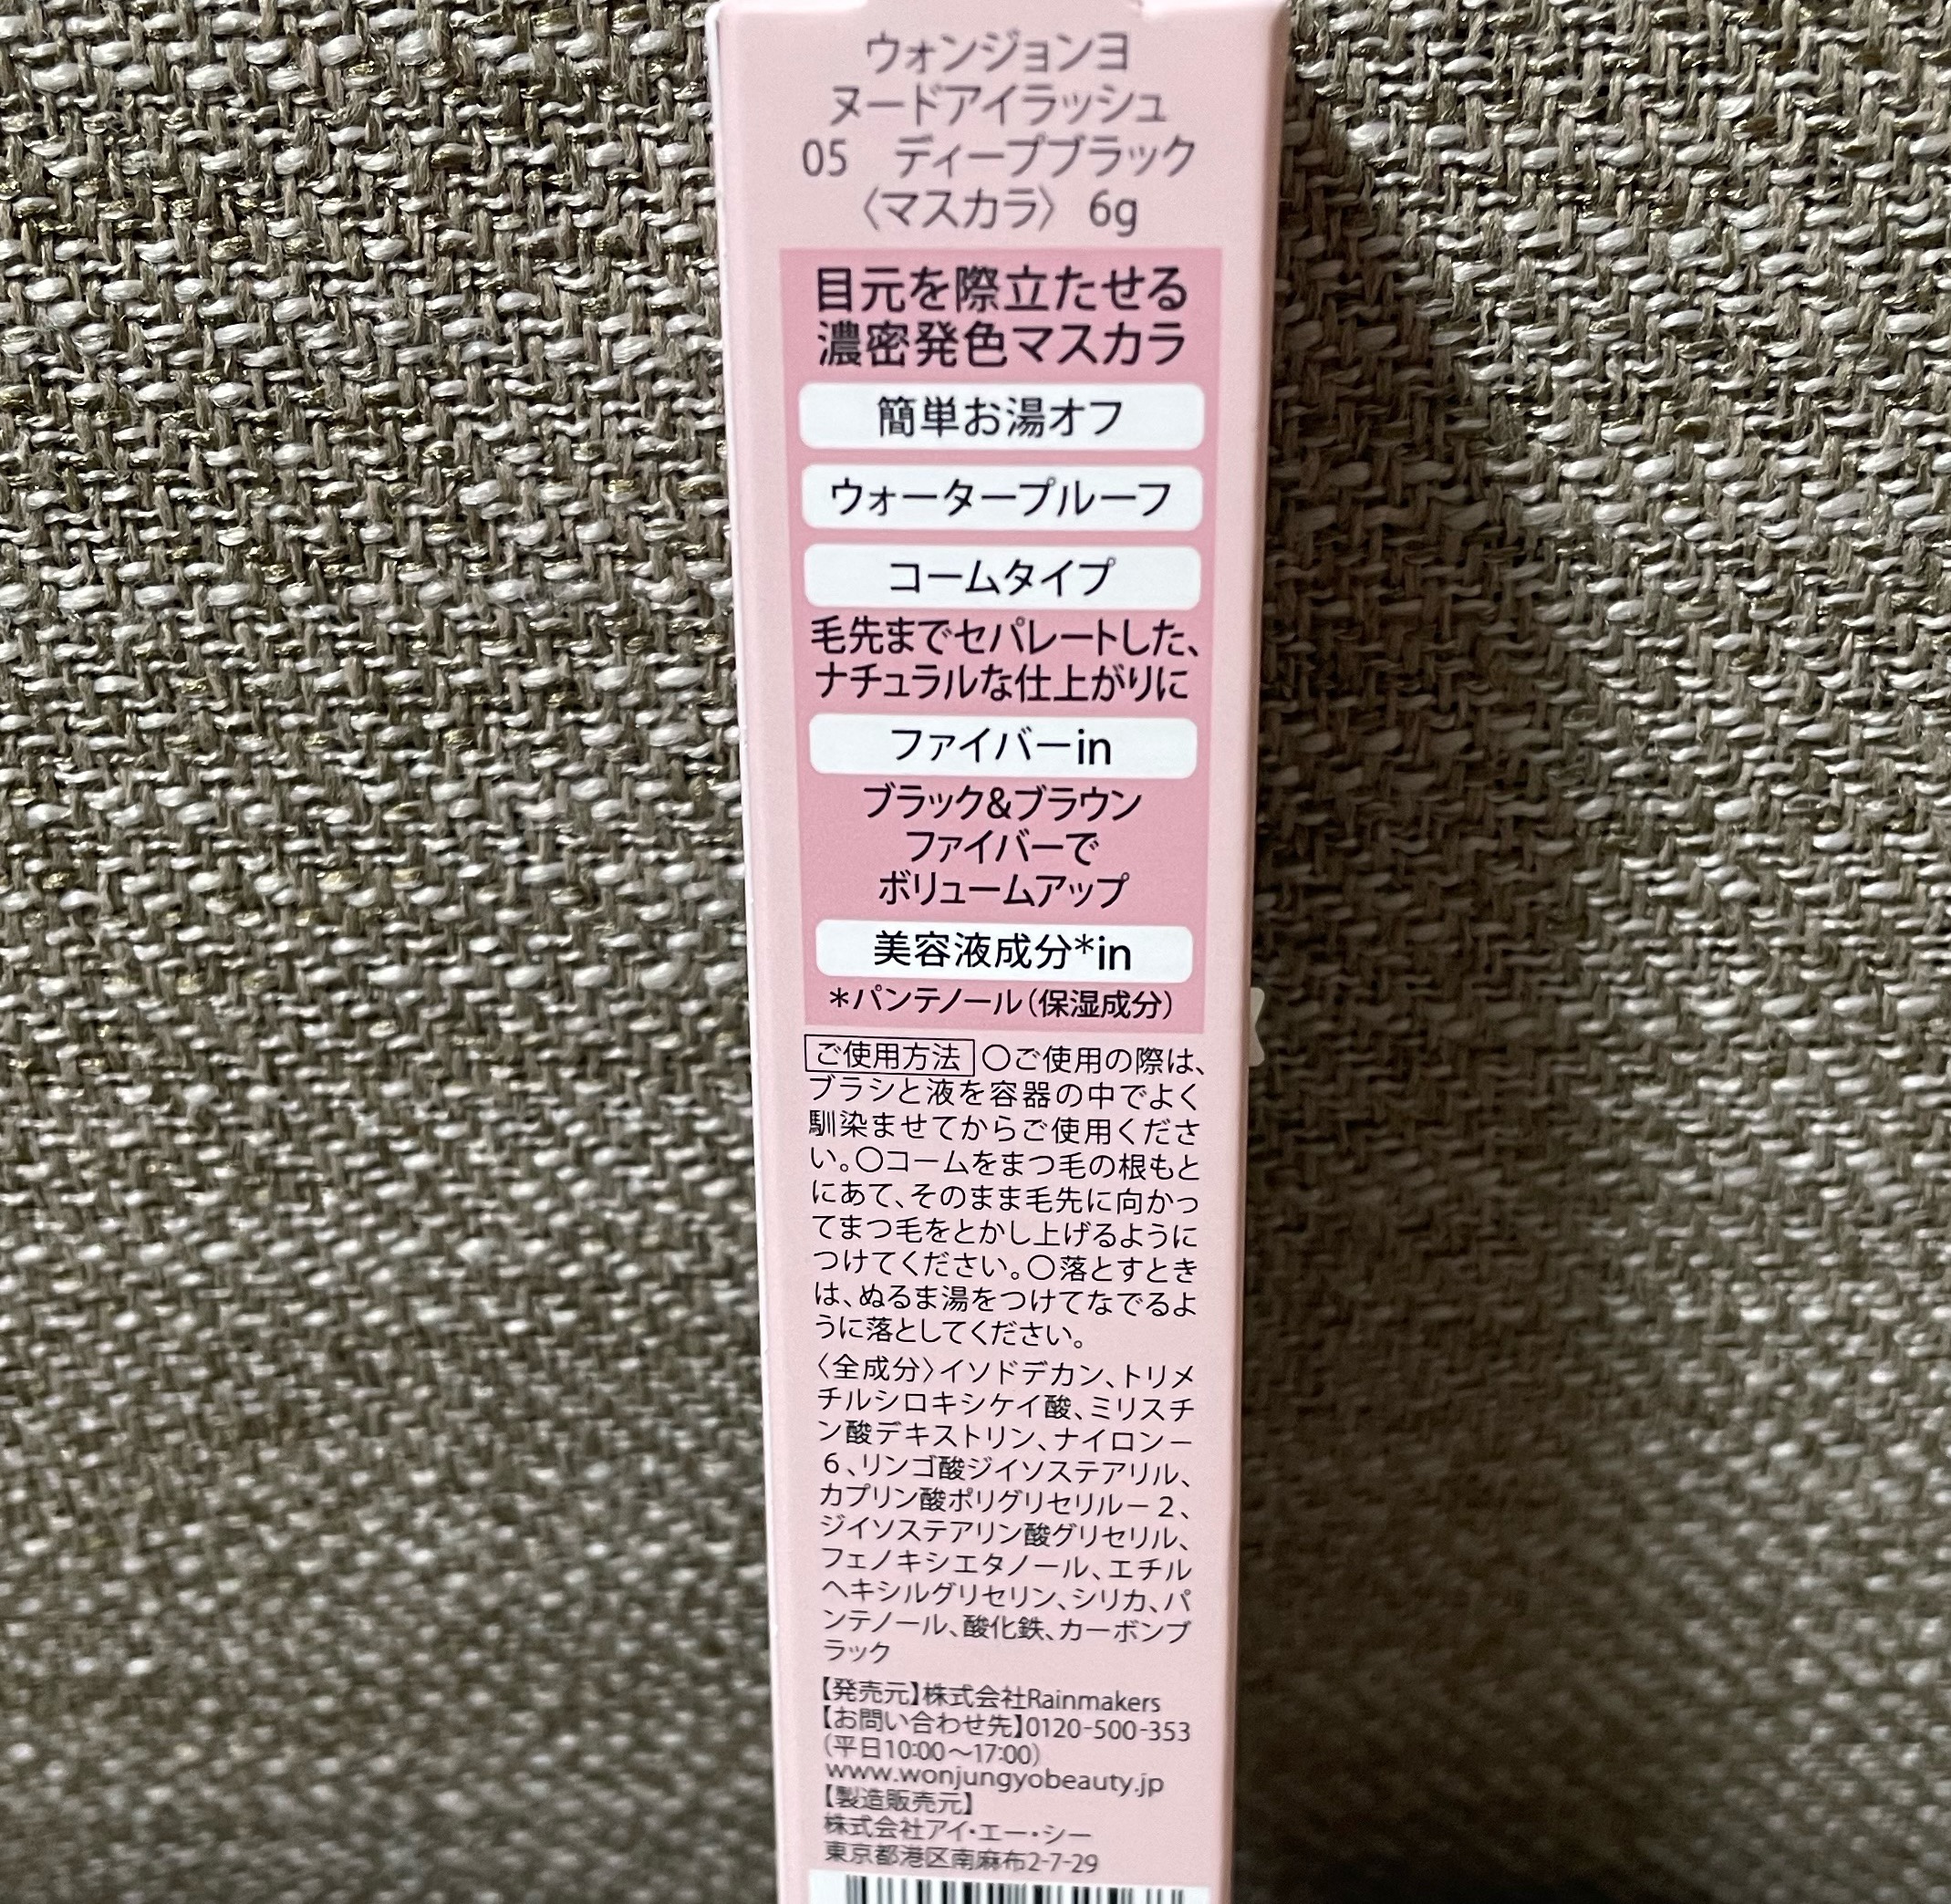 ウォンジョンヨ
ヌードアイラッシュ
05　ディープブラック
〈マスカラ〉 6g
目元を際立たせる
濃密発色マスカラ
簡単お湯オフ
ウォータープルーフ
コームタイプ
毛先までセパレートした、
ナチュラルな仕上がりに
ファイバーin
ブラック&ブラウン
ファイバーで
ボリュームアップ
美容液成分*in
*パンテノール(保湿成分)
ご使用方法 〇ご使用の際は、
ブラシと液を容器の中でよく
馴染ませてからご使用くださ
い。〇コームをまつ毛の根もと
にあて、そのまま毛先に向かっ
てまつ毛をとかし上げるように
つけてください。〇落とすとき
は、ぬるま湯をつけてなでるよ
うに落としてください。
〈全成分〉イソドデカン、トリメ
チルシロキシケイ酸、ミリスチ
ン酸デキストリン、ナイロンー
6、リンゴ酸ジイソステアリル、
カプリン酸ポリグリセリルー2、
ジイソステアリン酸グリセリル、
フェノキシエタノール、エチル
ヘキシルグリセリン、シリカ、パ
ンテノール、酸化鉄、カーボンブ
ラック
【発売元】株式会社Rainmakers
【お問い合わせ先】0120-500-353
(平日10:00〜17:00)
www.wonjungyobeauty.jp
【製造販売元】
株式会社アイ・エー・シー
東京都港区南麻布2-7-29